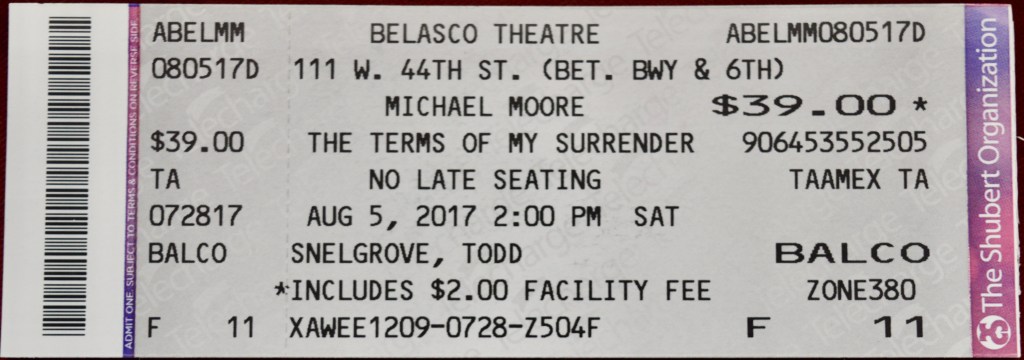 ADMIT ONE. SUBJECT TO TERMS & CONDITIONS ON REVERSE SIDE.
ABELMM BELASCO THEATRE ABELMM080517D
080517D 111 W. 44TH ST. (BET. BWY & 6TH)
MICHAEL MOORE $39.00 *
$39.00 THE TERMS OF MY SURRENDER 906453552505
TA NO LATE SEATING TAAMEX TA
072817 AUG 5, 2017 2:00 PM SAT
BALCO SNELGROVE, TODD BALCO
*INCLUDES $2.00 FACILITY FEE ZONE380
F 11 XAWEE1209-0728-Z504F F 11
The Shubert Organization